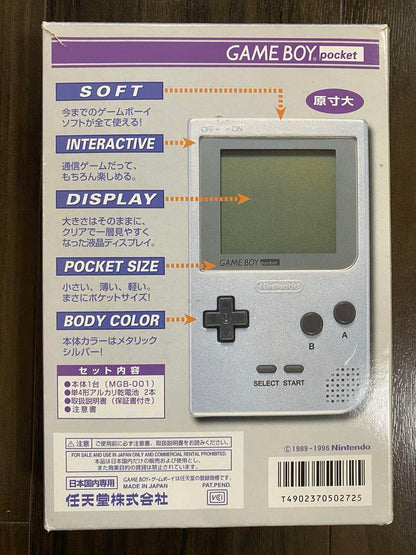 GAME BOY pocket
SOFT
今までのゲームボーイ
ソフトが全て使える!
原寸大
OFF ON
INTERACTIVE
通信ゲームだって、
もちろん楽しめる。
DISPLAY
大きさはそのままに、
クリアで一層見やすく
なった液晶ディスプレイ。
GAME BOY pocket
POCKET SIZE
小さい、薄い、軽い。
まさにポケットサイズ!
Nintendo
BODY COLOR
本体カラーはメタリック
シルバー!
B
A
SELECT START
セット内容
●本体1台(MGB-001)
●単4形アルカリ乾電池 2本
●取扱説明書(保証書付き)
●注意書
⚠注意 ご使用前に必ず注意書、取扱説明書をお読みください。
FOR SALE AND USE IN JAPAN ONLY AND COMMERCIAL RENTAL PROHIBITED.
本品は日本国内だけの販売および使用とし、
また商業目的の賃貸は禁止されています。
日本国内専用
GAME BOY・ゲームボーイは任天堂の登録商標です。
MADE IN JAPAN PAT.PEND.
任天堂株式会社
©1989-1996 Nintendo
T4902370502725